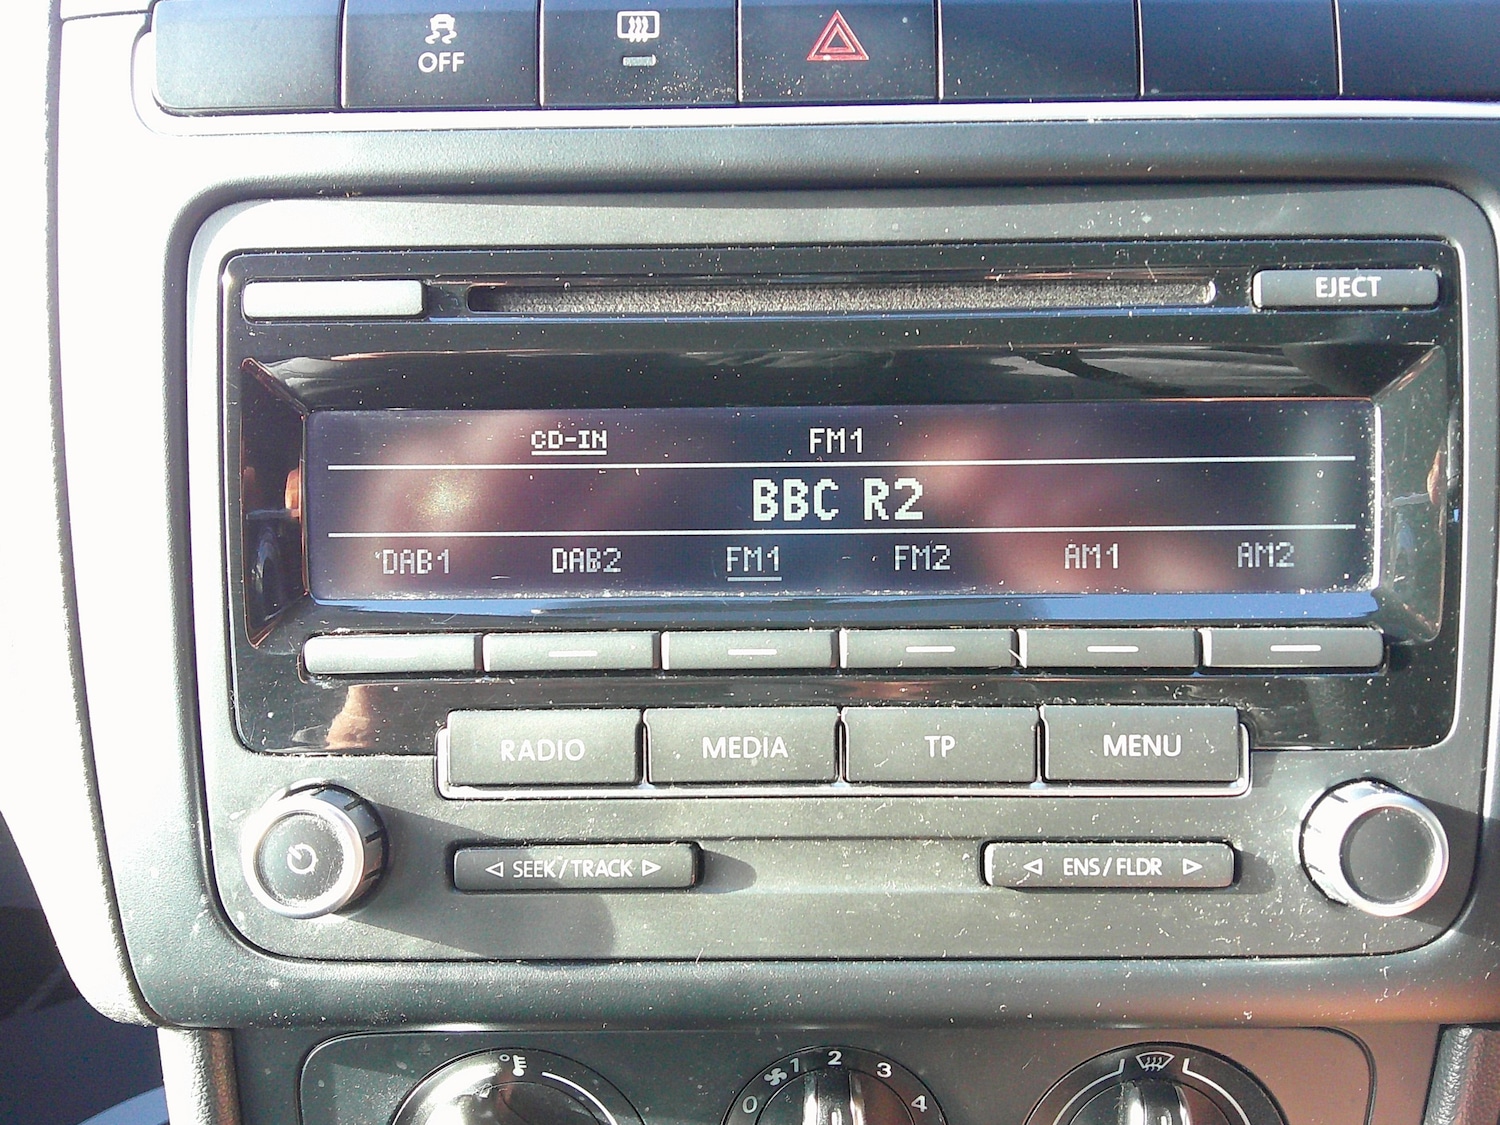 OFF
EJECT
CD-IN FM1
BBC R2
DAB1 DAB2 FM1 FM2 AM1 AM2
RADIO MEDIA TP MENU
SEEK/TRACK ENS/FLDR
0 1 2 3 4